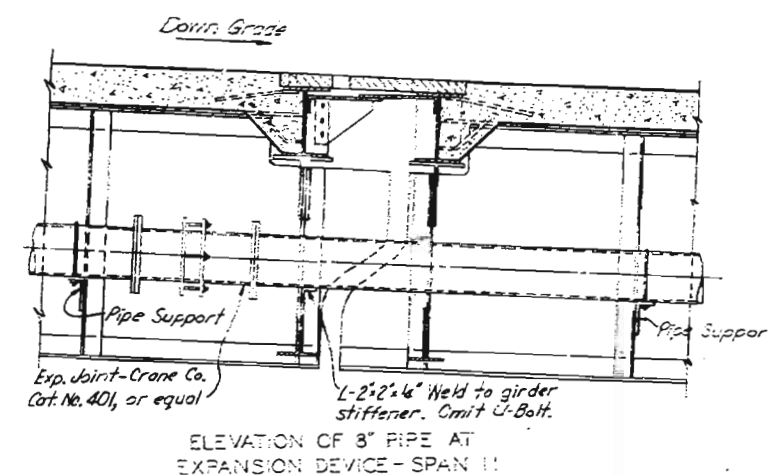 Down Grade
Pipe Support
Pipe Suppor
Exp. Joint-Crane Co.
Cat. No. 401, or equal
L-2"x2"x¼" Weld to girder
stiffener. Omit U-Bolt.
ELEVATION OF 8" PIPE AT
EXPANSION DEVICE - SPAN 11